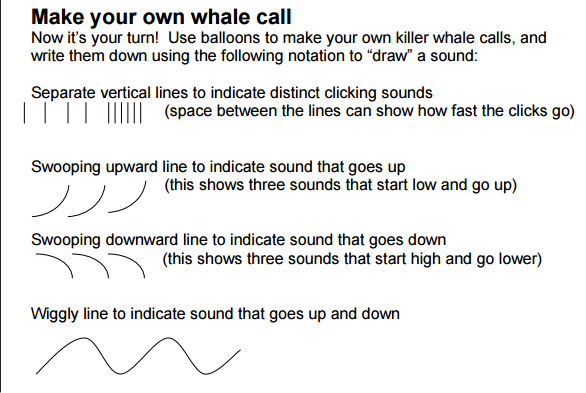 Make your own whale call
Now it's your turn!  Use balloons to make your own killer whale calls, and
write them down using the following notation to “draw” a sound:
Separate vertical lines to indicate distinct clicking sounds
(space between the lines can show how fast the clicks go)
Swooping upward line to indicate sound that goes up
(this shows three sounds that start low and go up)
Swooping downward line to indicate sound that goes down
(this shows three sounds that start high and go lower)
Wiggly line to indicate sound that goes up and down